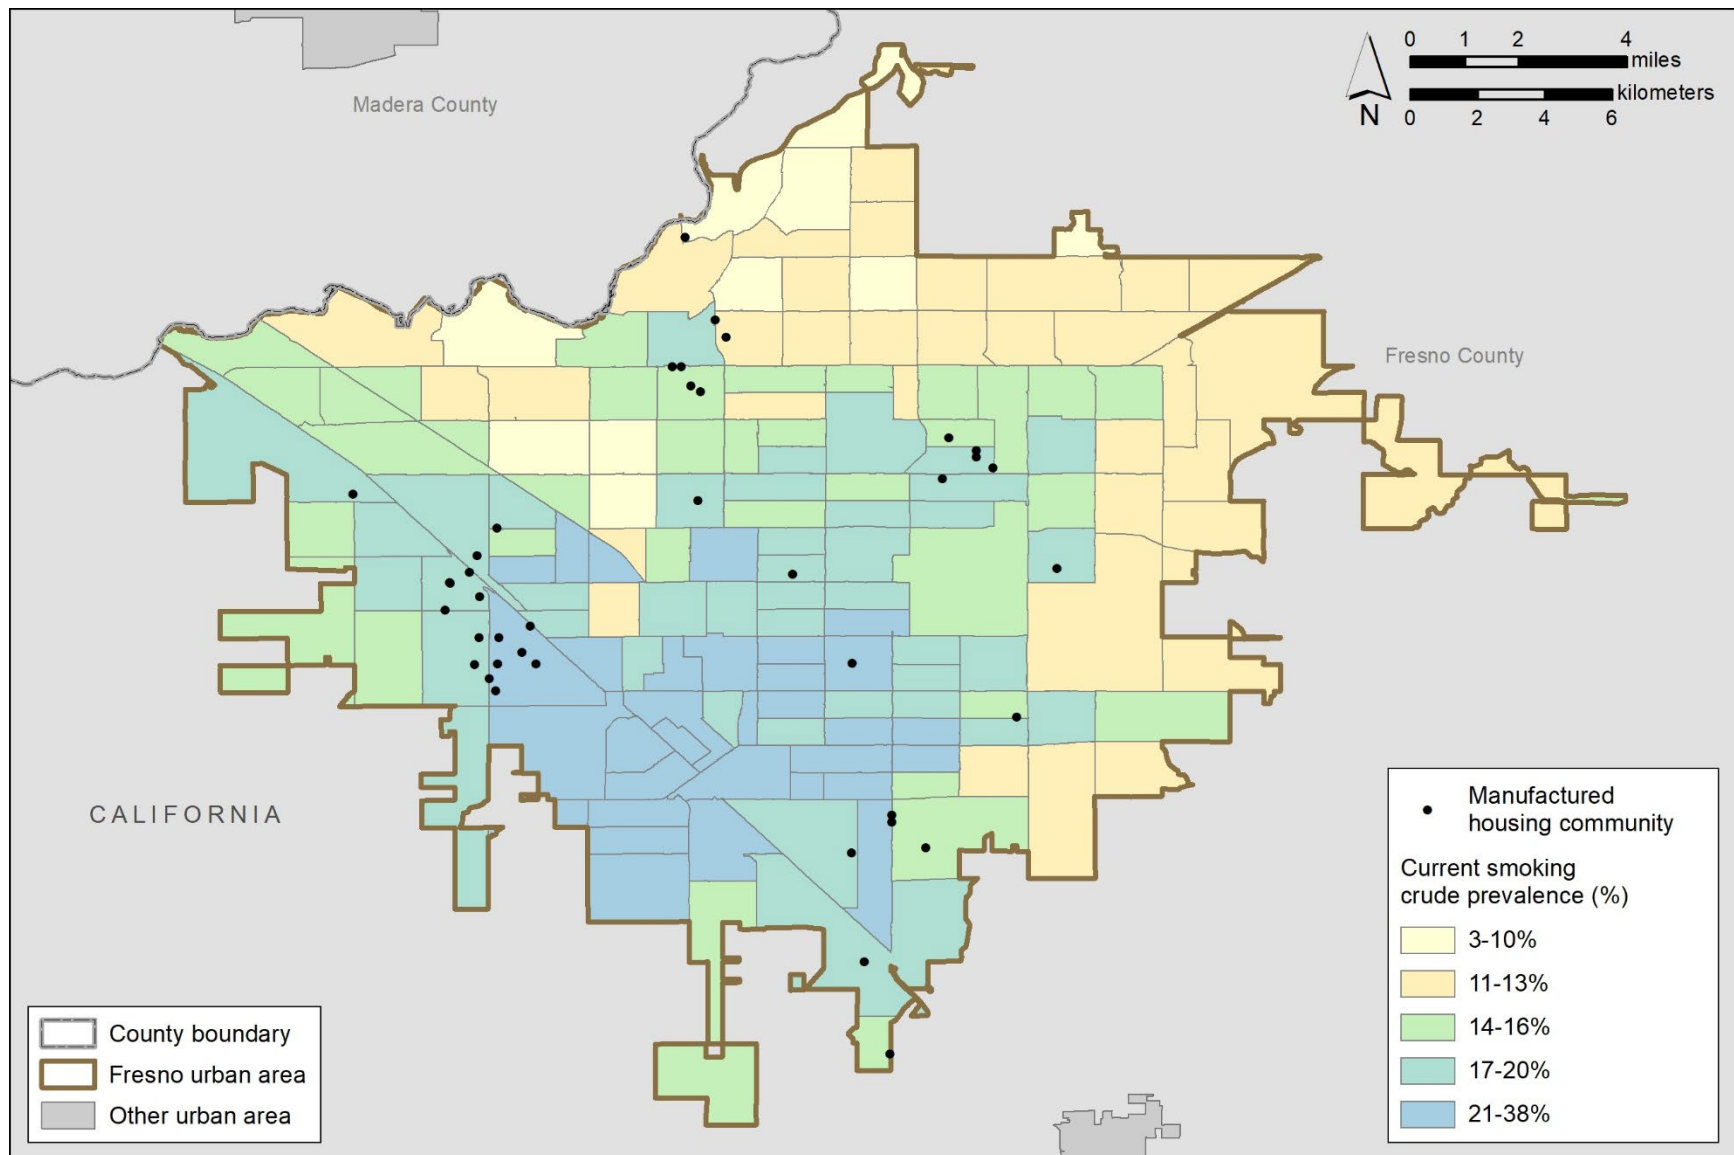 0 1 2 4
miles
kilometers
0 2 4 6
N
Madera County
Fresno County
CALIFORNIA
Manufactured
housing community
Current smoking
crude prevalence (%)
3-10%
11-13%
14-16%
17-20%
21-38%
County boundary
Fresno urban area
Other urban area